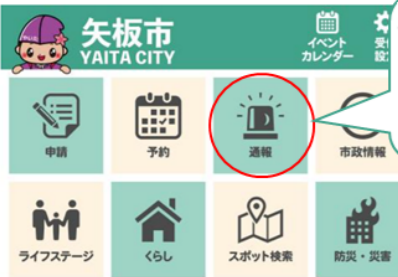 矢板市
YAITA CITY
イベント
カレンダー
申請
予約
通報
市政情報
ライフステージ
くらし
スポット検索
防災・災害